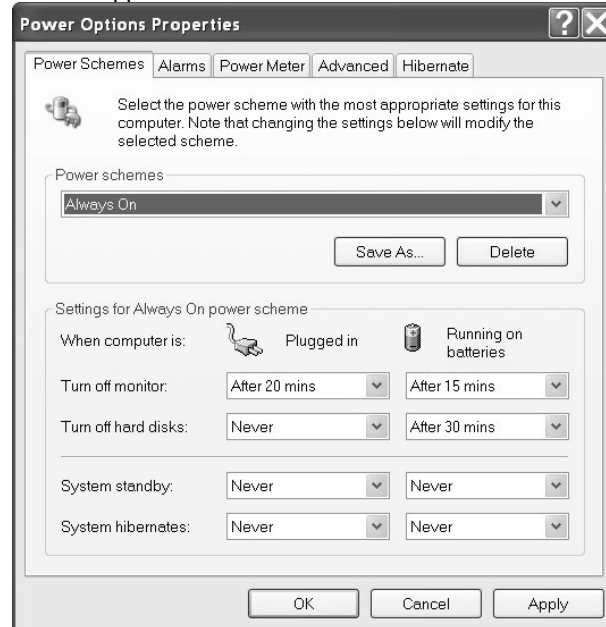 Power Options Properties
Power Schemes Alarms Power Meter Advanced Hibernate
Select the power scheme with the most appropriate settings for this
computer. Note that changing the settings below will modify the
selected scheme.
Power schemes
Always On
Save As... Delete
Settings for Always On power scheme
When computer is: Plugged in Running on
batteries
Turn off monitor: After 20 mins After 15 mins
Turn off hard disks: Never After 30 mins
System standby: Never Never
System hibernates: Never Never
OK Cancel Apply